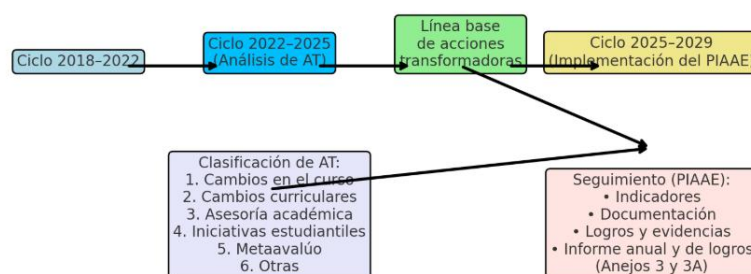 Ciclo 2018–2022
Ciclo 2022–2025
(Análisis de AT)
Línea base
de acciones
transformadoras
Ciclo 2025–2029
(Implementación del PIAAE)
Clasificación de AT:
1. Cambios en el curso
2. Cambios curriculares
3. Asesoría académica
4. Iniciativas estudiantiles
5. Metaavalúo
6. Otras
Seguimiento (PIAAE):
• Indicadores
• Documentación
• Logros y evidencias
• Informe anual y de logros
(Anejos 3 y 3A)